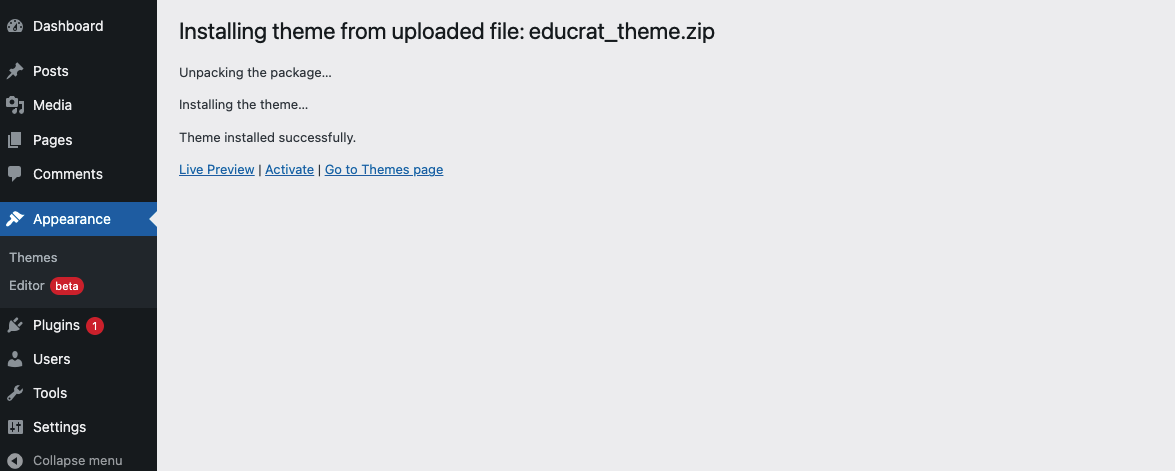 Dashboard
Posts
Media
Pages
Comments
Appearance
Themes
Editor beta
Plugins 1
Users
Tools
Settings
Collapse menu
Installing theme from uploaded file: educrat_theme.zip
Unpacking the package…
Installing the theme…
Theme installed successfully.
Live Preview | Activate | Go to Themes page